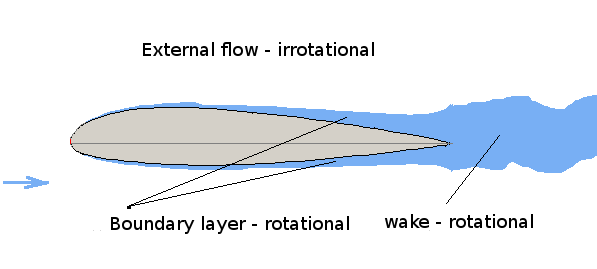 External flow - irrotational
Boundary layer - rotational
wake - rotational